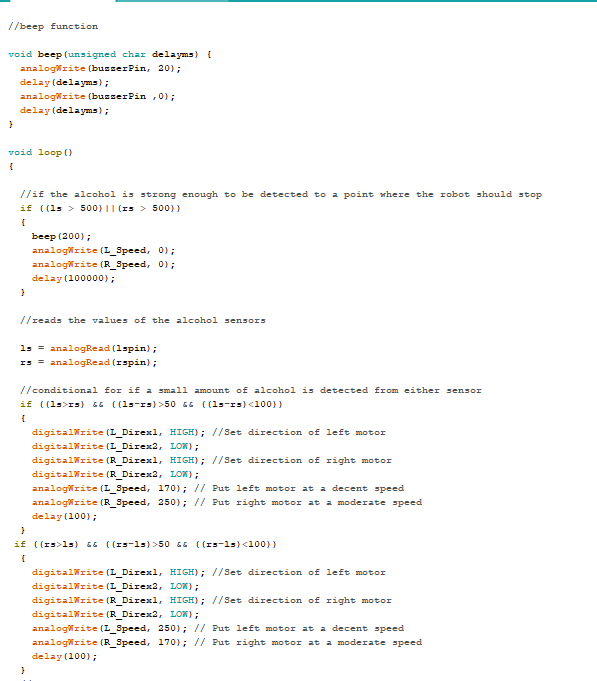 //beep function
void beep(unsigned char delayms) {
analogWrite(buzzerPin, 20);
delay(delayms);
analogWrite(buzzerPin ,0);
delay(delayms);
}
void loop()
{
//if the alcohol is strong enough to be detected to a point where the robot should stop
if ((ls > 500)||(rs > 500))
{
beep(200);
analogWrite(L_Speed, 0);
analogWrite(R_Speed, 0);
delay(100000);
}
//reads the values of the alcohol sensors
ls = analogRead(lspin);
rs = analogRead(rspin);
//conditional for if a small amount of alcohol is detected from either sensor
if ((ls>rs) && ((ls-rs)>50 && ((ls-rs)<100))
{
digitalWrite(L_Direx1, HIGH); //Set direction of left motor
digitalWrite(L_Direx2, LOW);
digitalWrite(R_Direx1, HIGH); //Set direction of right motor
digitalWrite(R_Direx2, LOW);
analogWrite(L_Speed, 170); // Put left motor at a decent speed
analogWrite(R_Speed, 250); // Put right motor at a moderate speed
delay(100);
}
if ((rs>ls) && ((rs-ls)>50 && ((rs-ls)<100))
{
digitalWrite(L_Direx1, HIGH); //Set direction of left motor
digitalWrite(L_Direx2, LOW);
digitalWrite(R_Direx1, HIGH); //Set direction of right motor
digitalWrite(R_Direx2, LOW);
analogWrite(L_Speed, 250); // Put left motor at a decent speed
analogWrite(R_Speed, 170); // Put right motor at a moderate speed
delay(100);
}